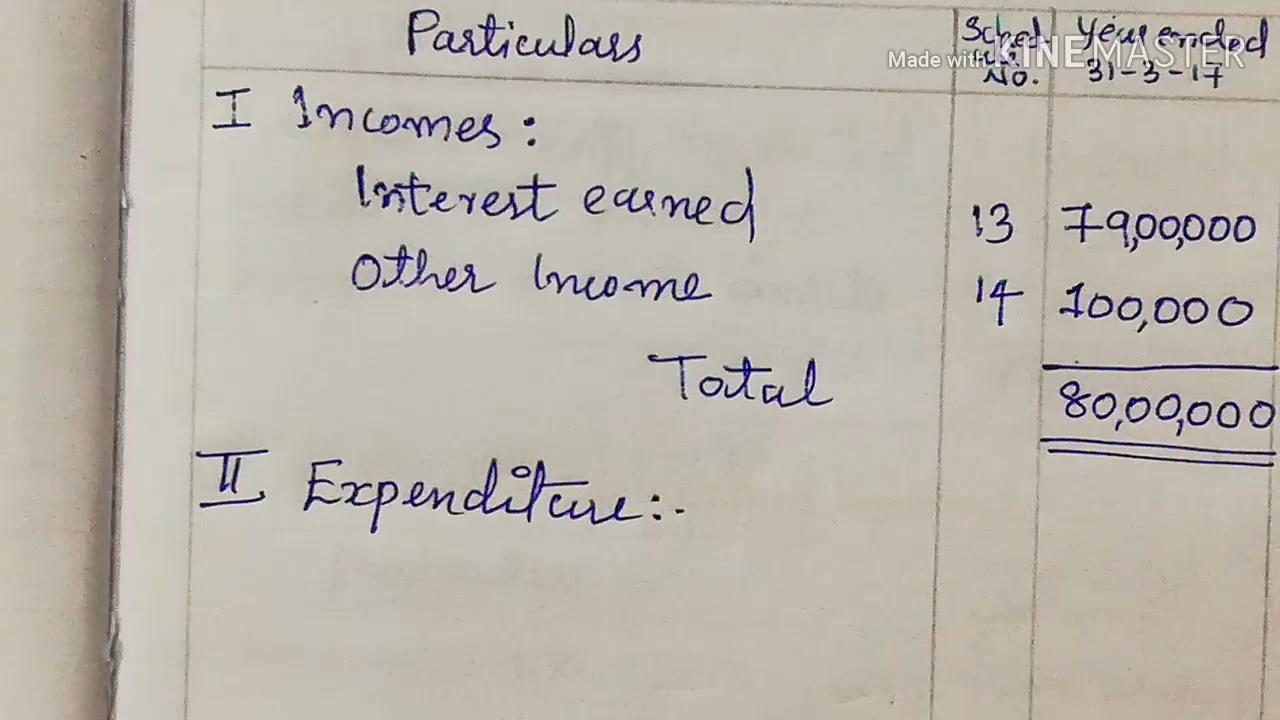 Particulars Sched No. Year ended 31-3-17
Made with KINEMASTER
I Incomes:
Interest earned 13 79,00,000
Other Income 14 100,000
Total 80,00,000
II Expenditure:-